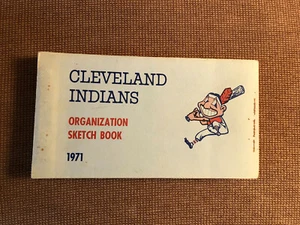 CLEVELAND
INDIANS
ORGANIZATION
SKETCH BOOK
1971